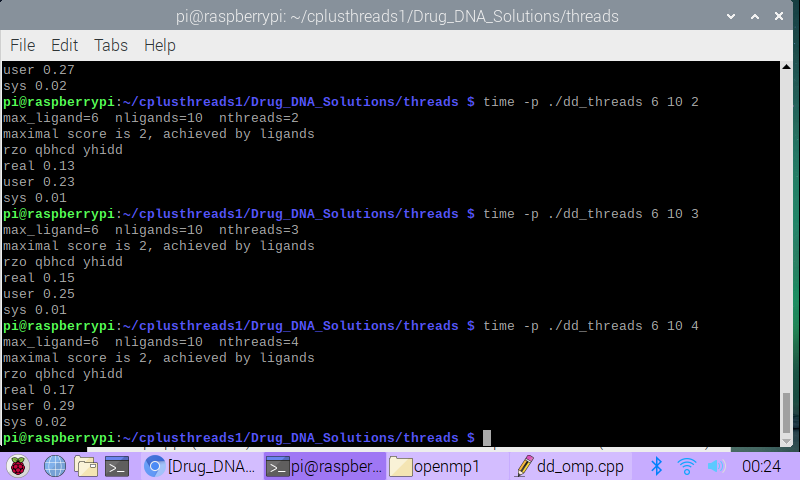 pi@raspberrypi: ~/cplusthreads1/Drug_DNA_Solutions/threads
File Edit Tabs Help
user 0.27
sys 0.02
pi@raspberrypi:~/cplusthreads1/Drug_DNA_Solutions/threads $ time -p ./dd_threads 6 10 2
max_ligand=6  nligands=10  nthreads=2
maximal score is 2, achieved by ligands
rzo qbhcd yhidd
real 0.13
user 0.23
sys 0.01
pi@raspberrypi:~/cplusthreads1/Drug_DNA_Solutions/threads $ time -p ./dd_threads 6 10 3
max_ligand=6  nligands=10  nthreads=3
maximal score is 2, achieved by ligands
rzo qbhcd yhidd
real 0.15
user 0.25
sys 0.01
pi@raspberrypi:~/cplusthreads1/Drug_DNA_Solutions/threads $ time -p ./dd_threads 6 10 4
max_ligand=6  nligands=10  nthreads=4
maximal score is 2, achieved by ligands
rzo qbhcd yhidd
real 0.17
user 0.29
sys 0.02
pi@raspberrypi:~/cplusthreads1/Drug_DNA_Solutions/threads $
[Drug_DNA... pi@raspber... openmp1 dd_omp.cpp 00:24